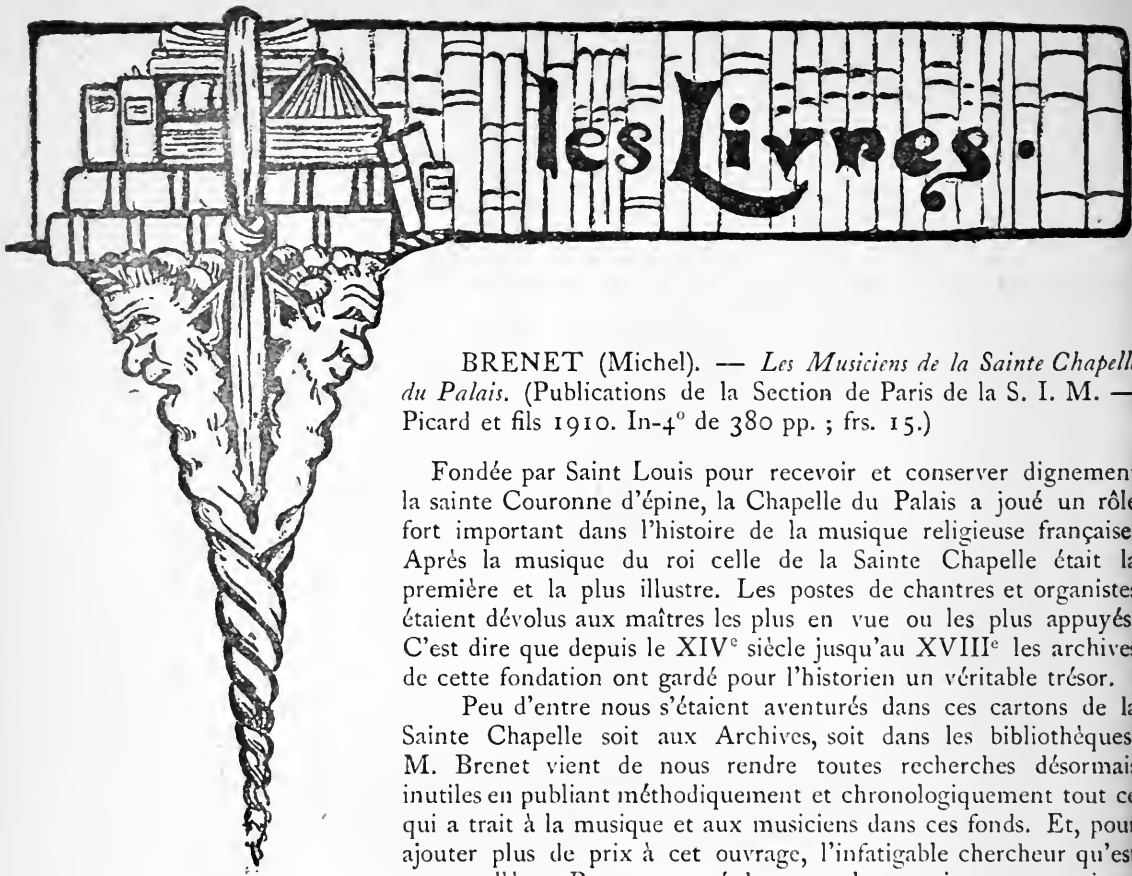 les Livres.
BRENET (Michel). — Les Musiciens de la Sainte Chapell
du Palais. (Publications de la Section de Paris de la S. I. M. —
Picard et fils 1910. In-4° de 380 pp. ; frs. 15.)
Fondée par Saint Louis pour recevoir et conserver dignemen
la sainte Couronne d'épine, la Chapelle du Palais a joué un rôl
fort important dans l'histoire de la musique religieuse française
Après la musique du roi celle de la Sainte Chapelle était la
première et la plus illustre. Les postes de chantres et organistes
étaient dévolus aux maîtres les plus en vue ou les plus appuyés
C'est dire que depuis le XIVe siècle jusqu'au XVIIIe les archives
de cette fondation ont gardé pour l'historien un véritable trésor.
Peu d'entre nous s'étaient aventurés dans ces cartons de la
Sainte Chapelle soit aux Archives, soit dans les bibliothèques
M. Brenet vient de nous rendre toutes recherches désormais
inutiles en publiant méthodiquement et chronologiquement tout ce
qui a trait à la musique et aux musiciens dans ces fonds. Et, pour
ajouter plus de prix à cet ouvrage, l'infatigable chercheur qu'est